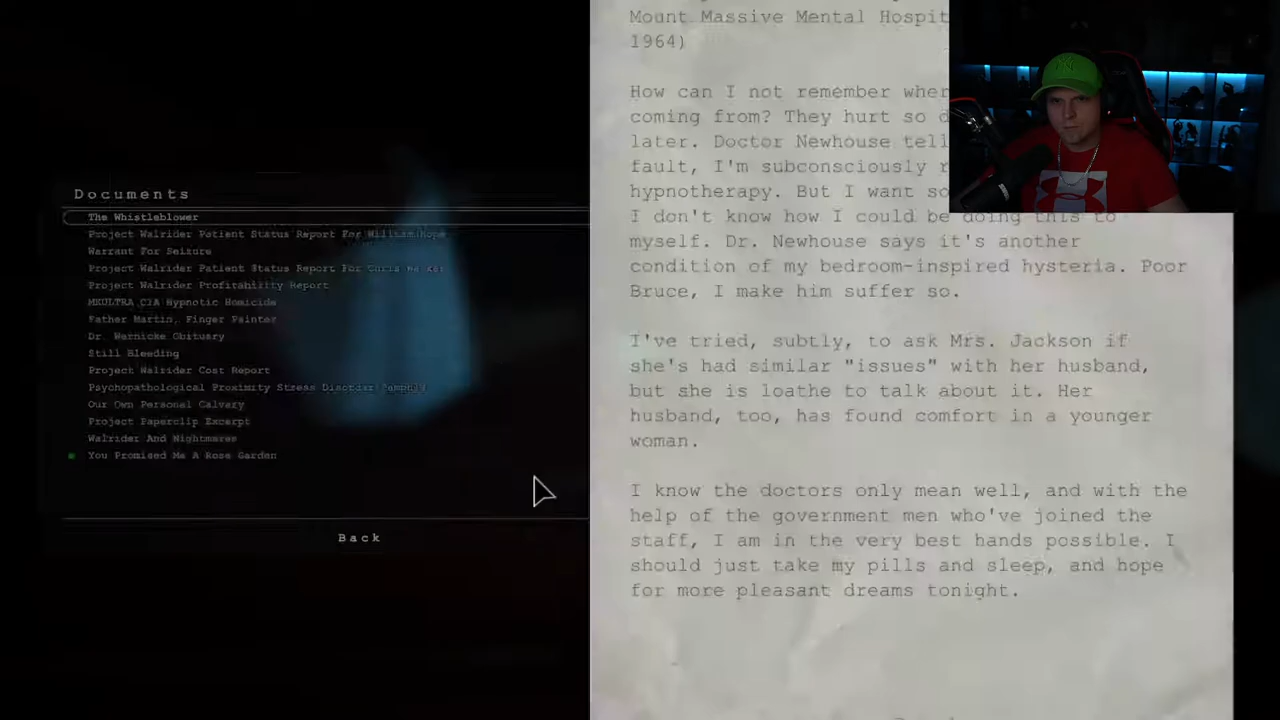 Documents
The Whistleblower
Project Walrider Patient Status Report For William Hope
Warrant For Seizure
Project Walrider Patient Status Report For Chris Walker
Project Walrider Profitability Report
MKULTRA CIA Hypnotic Homicide
Father Martin, Finger Painter
Dr. Wernicke Obituary
Still Bleeding
Project Walrider Cost Report
Psychopathological Proximity Stress Disorder Pamphlet
Our Own Personal Calvary
Project Paperclip Excerpt
Walrider And Nightmares
You Promised Me A Rose Garden
Back
Mount Massive Mental Hospit
1964)
How can I not remember wher
coming from? They hurt so d
later. Doctor Newhouse tell
fault, I'm subconsciously r
hypnotherapy. But I want so
I don't know how I could be doing this to
myself. Dr. Newhouse says it's another
condition of my bedroom-inspired hysteria. Poor
Bruce, I make him suffer so.
I've tried, subtly, to ask Mrs. Jackson if
she's had similar "issues" with her husband,
but she is loathe to talk about it. Her
husband, too, has found comfort in a younger
woman.
I know the doctors only mean well, and with the
help of the government men who've joined the
staff, I am in the very best hands possible. I
should just take my pills and sleep, and hope
for more pleasant dreams tonight.